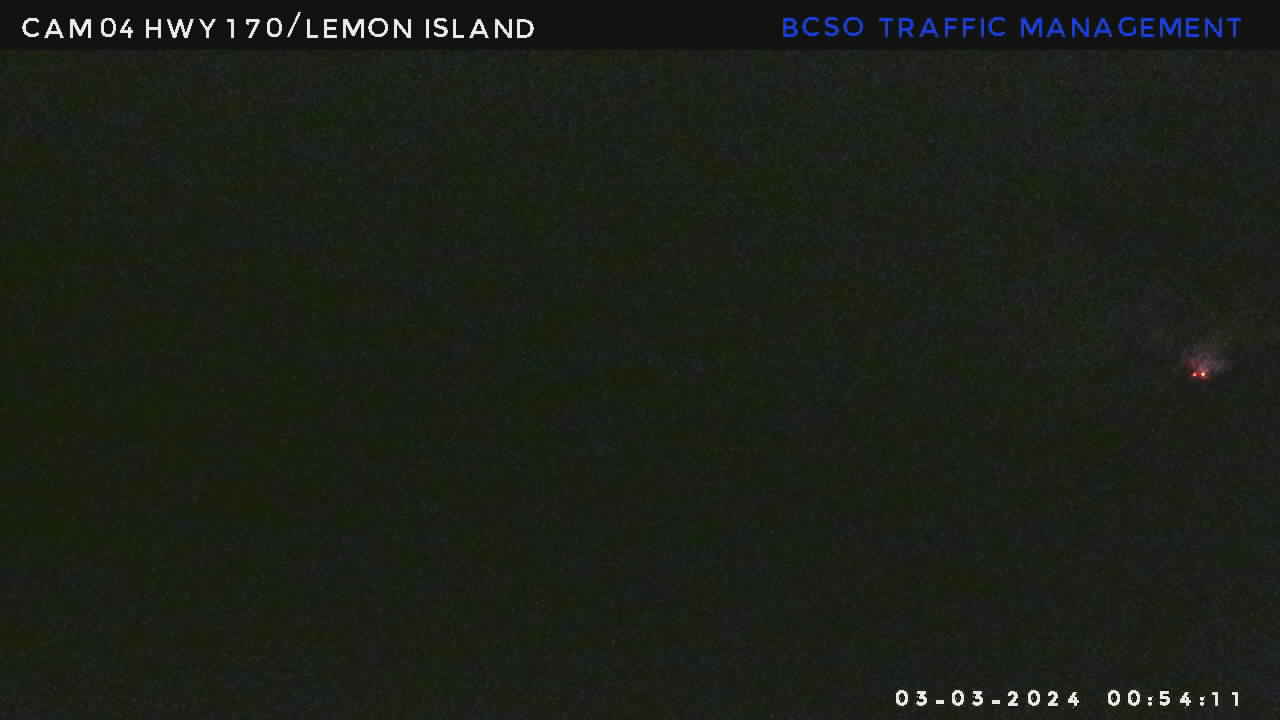 CAM04 HWY 170/LEMON ISLAND
BCSO TRAFFIC MANAGEMENT
03-03-2024 00:54:11